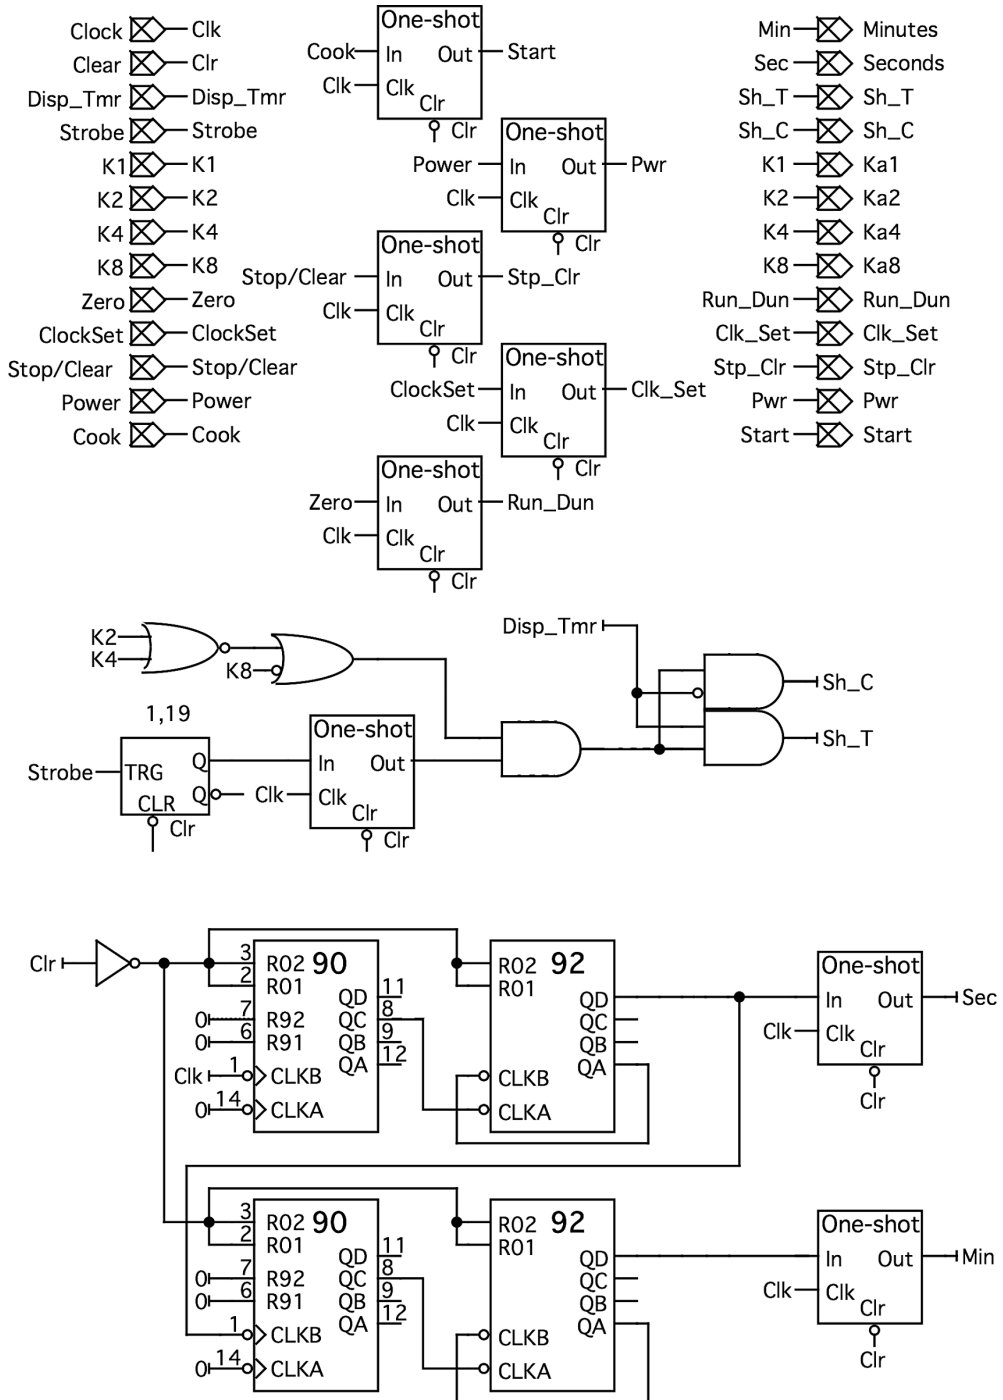 Clock Clk
Clear Clr
Disp_Tmr Disp_Tmr
Strobe Strobe
K1 K1
K2 K2
K4 K4
K8 K8
Zero Zero
ClockSet ClockSet
Stop/Clear Stop/Clear
Power Power
Cook Cook
One-shot
Cook In Out Start
Clk Clk
Clr
Clr
One-shot
Power In Out Pwr
Clk Clk
Clr
Clr
One-shot
Stop/Clear In Out Stp_Clr
Clk Clk
Clr
Clr
One-shot
ClockSet In Out Clk_Set
Clk Clk
Clr
Clr
One-shot
Zero In Out Run_Dun
Clk Clk
Clr
Clr
Min Minutes
Sec Seconds
Sh_T Sh_T
Sh_C Sh_C
K1 Ka1
K2 Ka2
K4 Ka4
K8 Ka8
Run_Dun Run_Dun
Clk_Set Clk_Set
Stp_Clr Stp_Clr
Pwr Pwr
Start Start
K2
K4
K8
Disp_Tmr
Sh_C
Sh_T
1,19
Strobe TRG Q
Q
CLR
Clr
One-shot
In Out
Clk Clk
Clr
Clr
Clr
3 RO2 90
2 RO1
7 R92
0
6 R91
0
Clk 1 CLKB
0 14 CLKA
QD 11
QC 8
QB 9
QA 12
RO2 92
RO1
QD
QC
QB
QA
CLKB
CLKA
One-shot
In Out Sec
Clk Clk
Clr
Clr
3 RO2 90
2 RO1
7 R92
0
6 R91
0
1 CLKB
0 14 CLKA
QD 11
QC 8
QB 9
QA 12
RO2 92
RO1
QD
QC
QB
QA
CLKB
CLKA
One-shot
In Out Min
Clk Clk
Clr
Clr